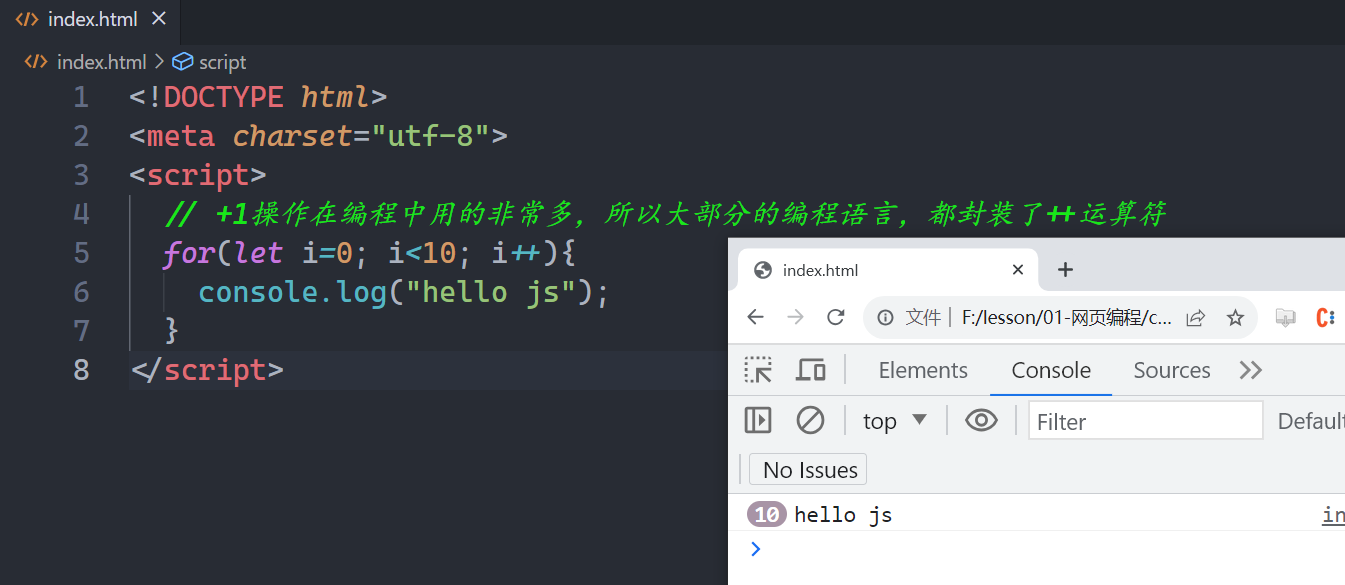 index.html
index.html > script
1 <!DOCTYPE html>
2 <meta charset="utf-8">
3 <script>
4 // +1操作在编程中用的非常多，所以大部分的编程语言，都封装了++运算符
5 for(let i=0; i<10; i++){
6 console.log("hello js");
7 }
8 </script>
index.html
文件 | F:/lesson/01-网页编程/c...
Elements Console Sources
top Filter Default
No Issues
10 hello js in